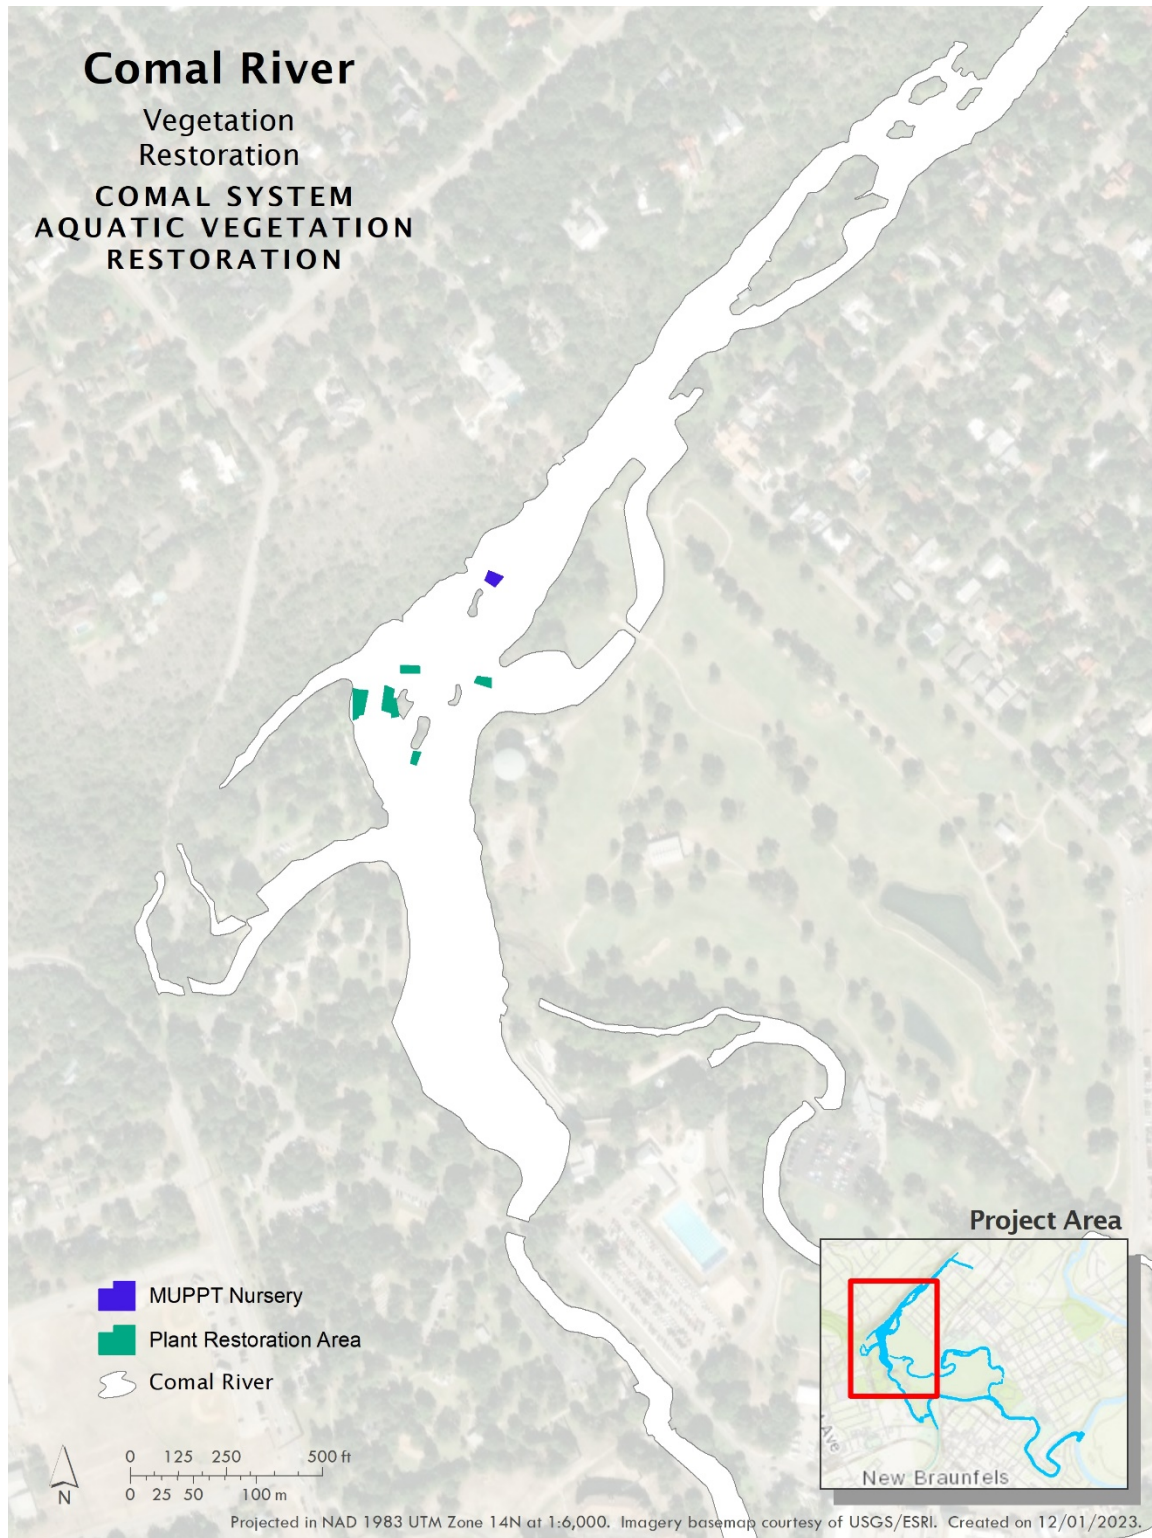 Comal River
Vegetation
Restoration
COMAL SYSTEM
AQUATIC VEGETATION
RESTORATION
Project Area
MUPPT Nursery
Plant Restoration Area
Comal River
Ave
New Braunfels
N
0 125 250 500 ft
0 25 50 100 m
Projected in NAD 1983 UTM Zone 14N at 1:6,000. Imagery basemap courtesy of USGS/ESRI. Created on 12/01/2023.